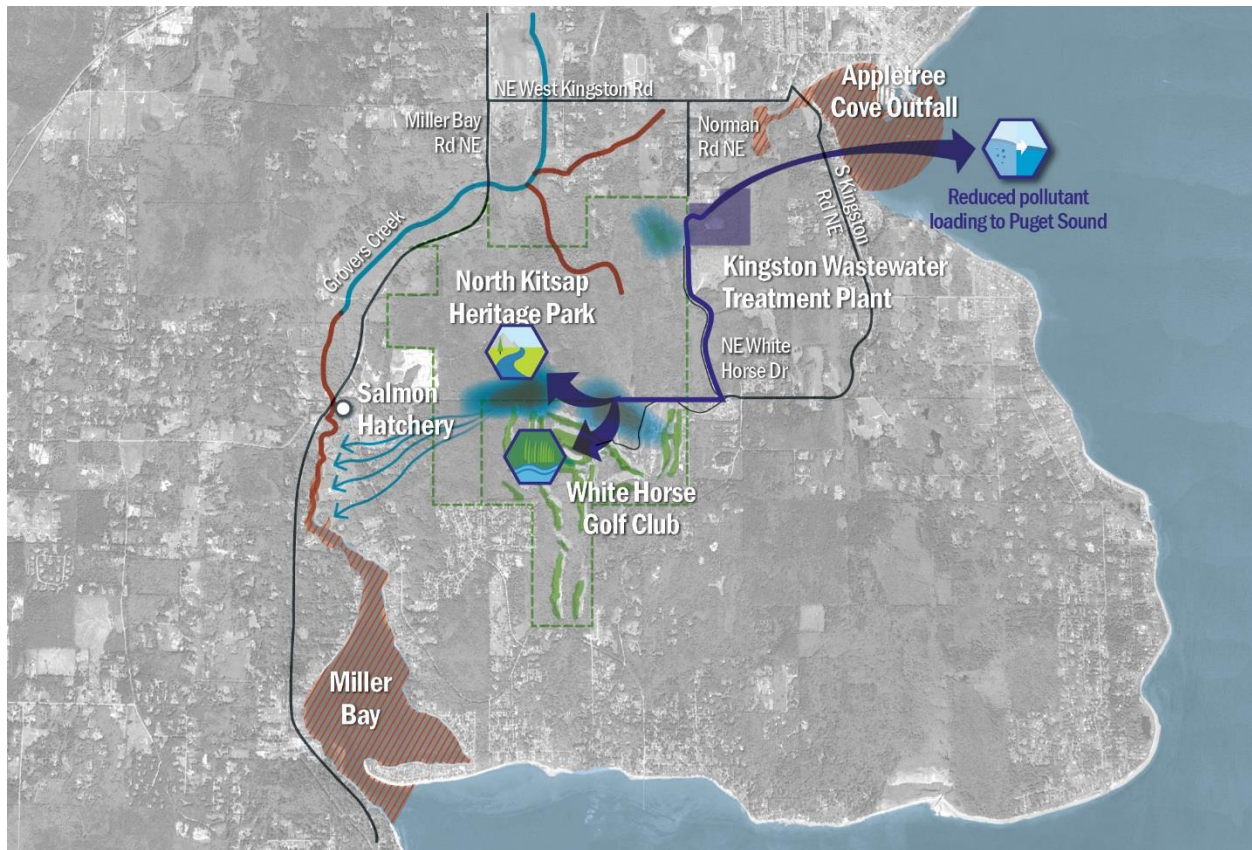 Appletree
Cove Outfall
NE West Kingston Rd
Miller Bay
Rd NE
Norman
Rd NE
S Kingston
Rd NE
Reduced pollutant
loading to Puget Sound
Grovers Creek
North Kitsap
Heritage Park
Kingston Wastewater
Treatment Plant
NE White
Horse Dr
Salmon
Hatchery
White Horse
Golf Club
Miller
Bay